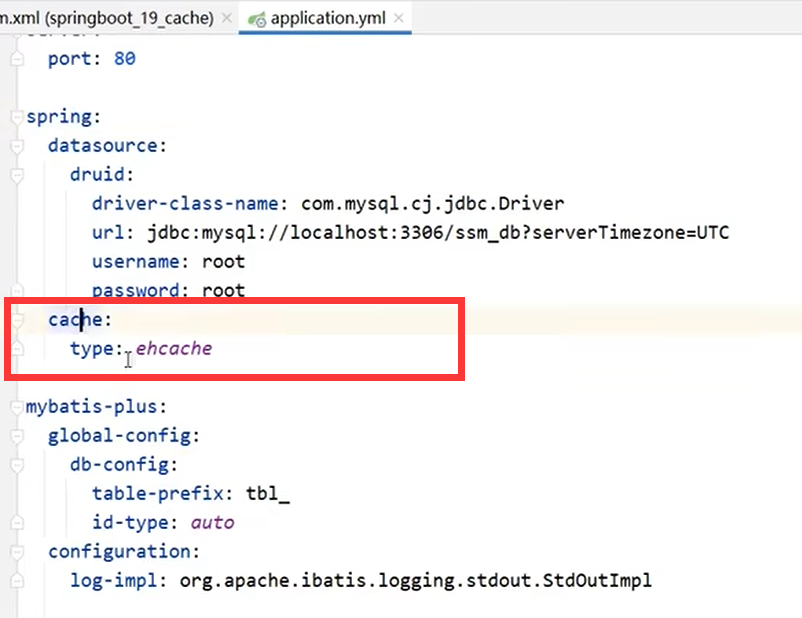 m.xml (springboot_19_cache) × application.yml ×
server:
port: 80
spring:
datasource:
druid:
driver-class-name: com.mysql.cj.jdbc.Driver
url: jdbc:mysql://localhost:3306/ssm_db?serverTimezone=UTC
username: root
password: root
cache:
type: ehcache
mybatis-plus:
global-config:
db-config:
table-prefix: tbl_
id-type: auto
configuration:
log-impl: org.apache.ibatis.logging.stdout.StdOutImpl